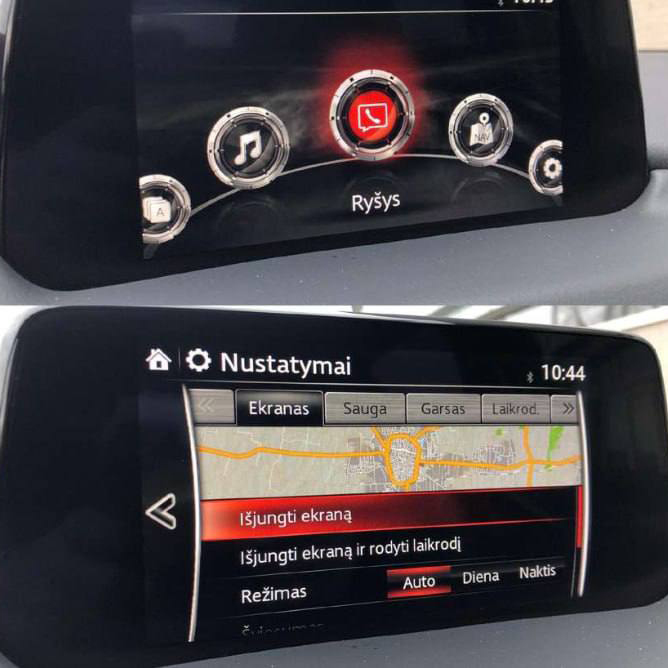 NAV
A
Ryšys
Nustatymai
10:44
Ekranas Sauga Garsas Laikrod.
Išjungti ekraną
Išjungti ekraną ir rodyti laikrodį
Režimas Auto Diena Naktis